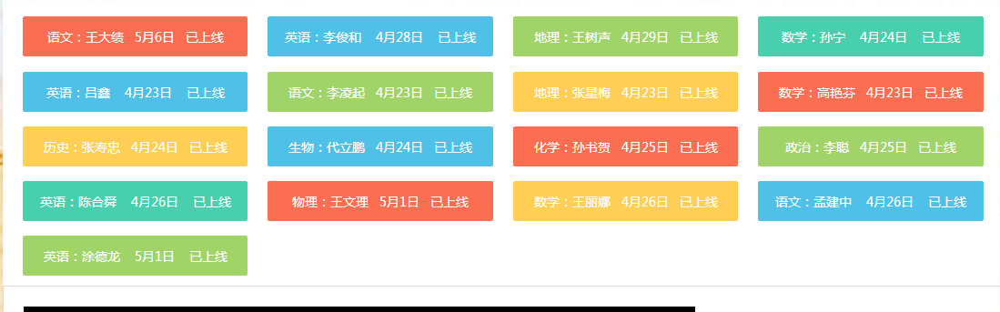 语文：王大绩 5月6日 已上线
英语：李俊和 4月28日 已上线
地理：王树声 4月29日 已上线
数学：孙宁 4月24日 已上线
英语：吕鑫 4月23日 已上线
语文：李凌起 4月23日 已上线
地理：张星梅 4月23日 已上线
数学：高艳芬 4月23日 已上线
历史：张寿忠 4月24日 已上线
生物：代立鹏 4月24日 已上线
化学：孙书贺 4月25日 已上线
政治：李聪 4月25日 已上线
英语：陈合舜 4月26日 已上线
物理：王文理 5月1日 已上线
数学：王丽娜 4月26日 已上线
语文：孟建中 4月26日 已上线
英语：涂德龙 5月1日 已上线